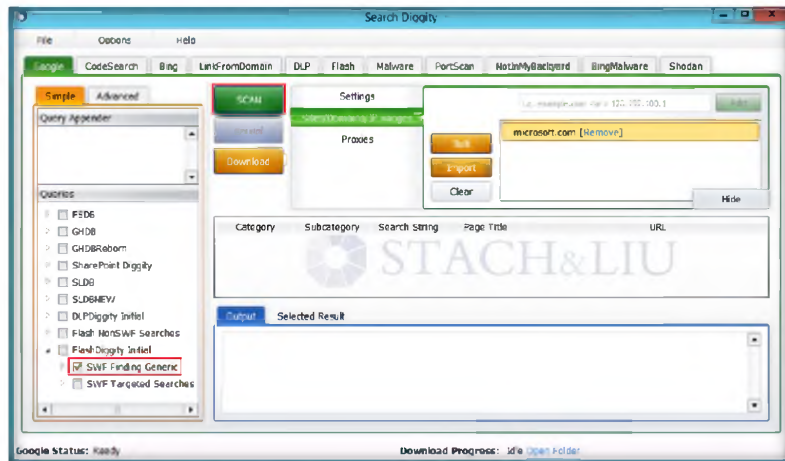 Search Diggity
File Options Help
Google CodeSearch Bing LinkFromDomain DLP Flash Malware PortScan NotInMyBackyard BingMalware Shodan
Simple Advanced
Query Appender
Queries
FSDB
GHDB
GHDBReborn
SharePoint Diggity
SLDB
SLDBNEW
DLPDiggity Initial
Flash NonSWF Searches
FlashDiggity Initial
SWF Finding Generic
SWF Targeted Searches
SCAN
Cancel
Download
Settings
Proxies
microsoft.com [Remove]
Edit
Import
Clear
Hide
Category Subcategory Search String Page Title URL
STACH&LIU
Output Selected Result
Google Status: Ready
Download Progress: Idle Open Folder